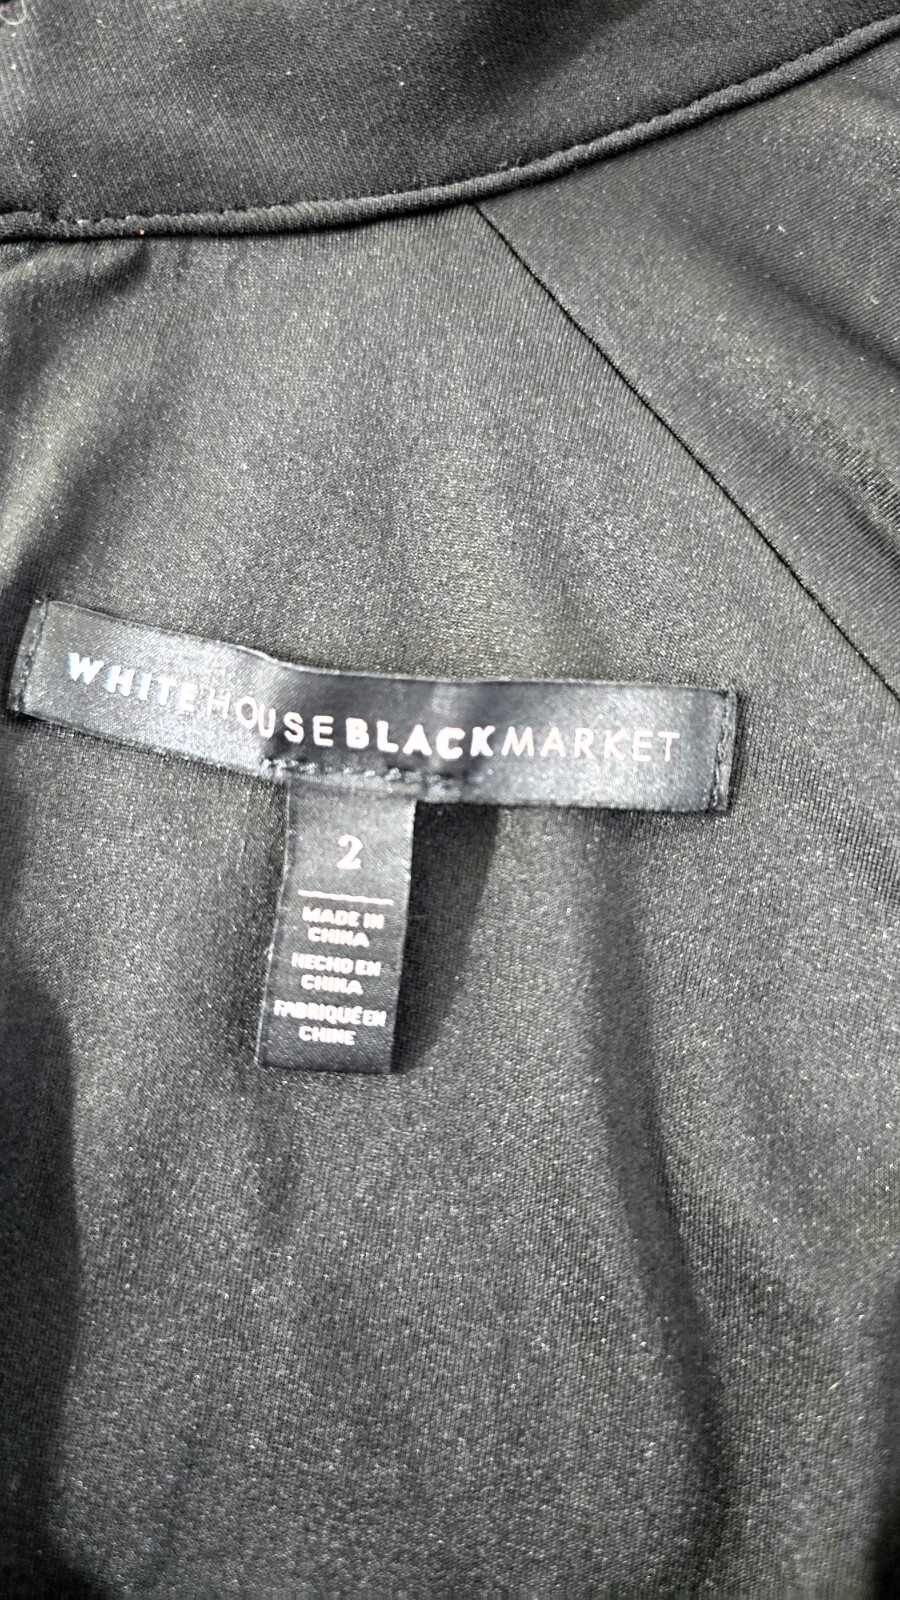 WHITEHOUSEBLACKMARKET
2
MADE IN
CHINA
HECHO EN
CHINA
FABRIQUÉ EN
CHINE